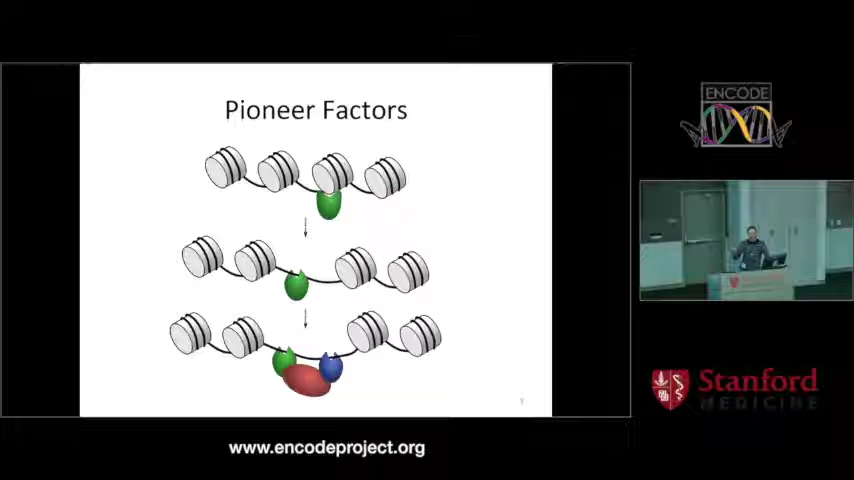 Pioneer Factors
ENCODE
Stanford
MEDICINE
www.encodeproject.org